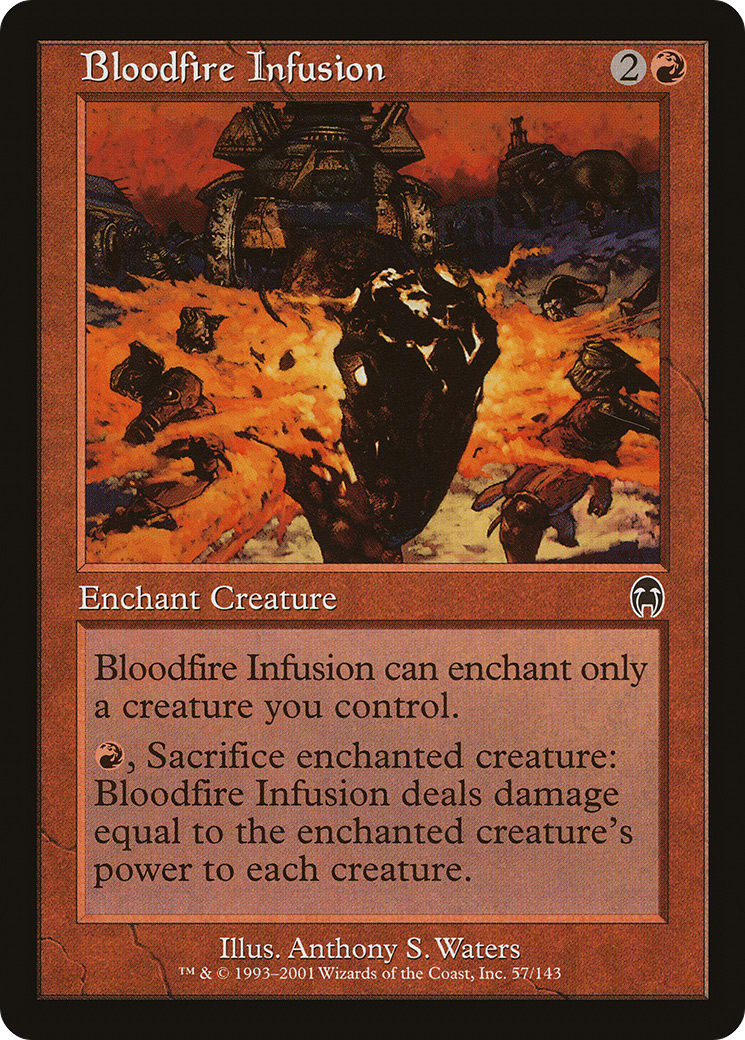 Bloodfire Infusion 2
Enchant Creature
Bloodfire Infusion can enchant only
a creature you control.
, Sacrifice enchanted creature:
Bloodfire Infusion deals damage
equal to the enchanted creature's
power to each creature.
Illus. Anthony S. Waters
™ & © 1993–2001 Wizards of the Coast, Inc. 57/143